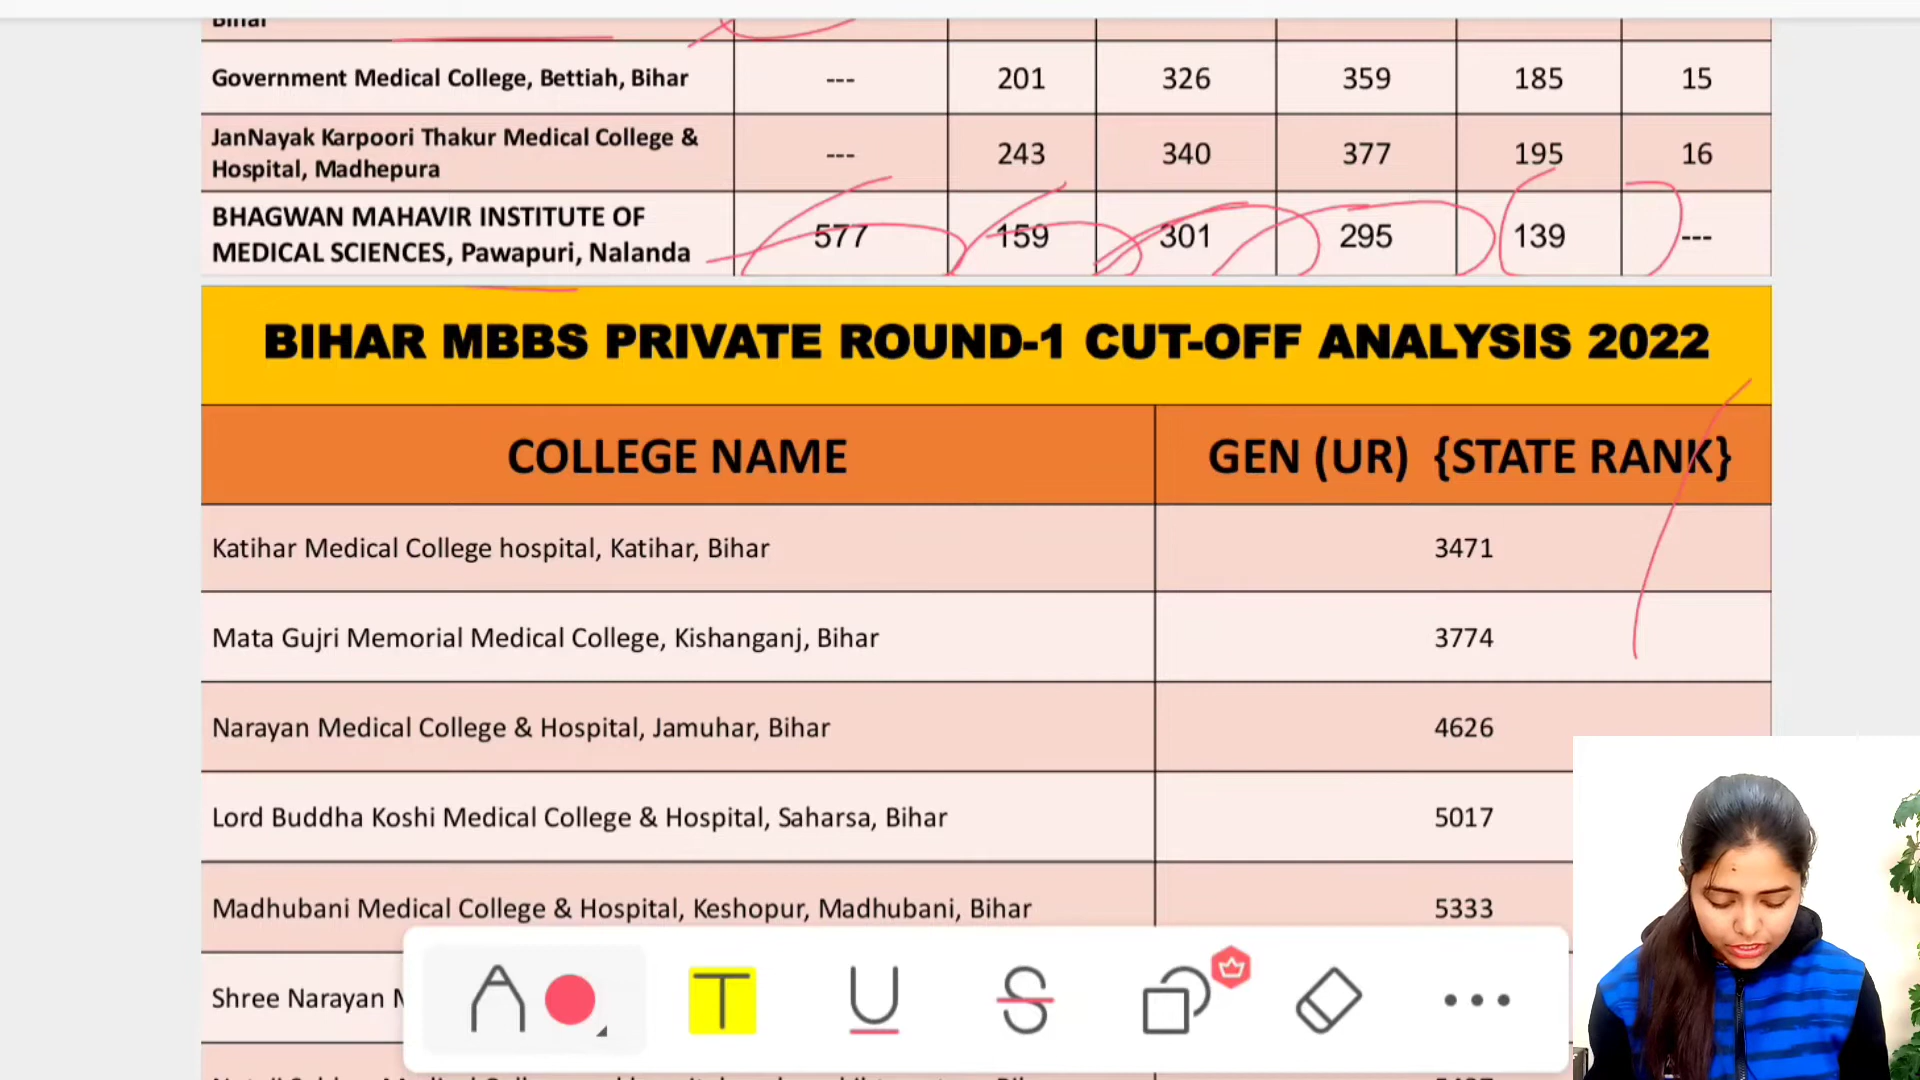 Bihar
Government Medical College, Bettiah, Bihar --- 201 326 359 185 15
JanNayak Karpoori Thakur Medical College &
Hospital, Madhepura --- 243 340 377 195 16
BHAGWAN MAHAVIR INSTITUTE OF
MEDICAL SCIENCES, Pawapuri, Nalanda 577 159 301 295 139 ---
BIHAR MBBS PRIVATE ROUND-1 CUT-OFF ANALYSIS 2022
COLLEGE NAME GEN (UR) {STATE RANK}
Katihar Medical College hospital, Katihar, Bihar 3471
Mata Gujri Memorial Medical College, Kishanganj, Bihar 3774
Narayan Medical College & Hospital, Jamuhar, Bihar 4626
Lord Buddha Koshi Medical College & Hospital, Saharsa, Bihar 5017
Madhubani Medical College & Hospital, Keshopur, Madhubani, Bihar 5333
Shree Narayan
T U S